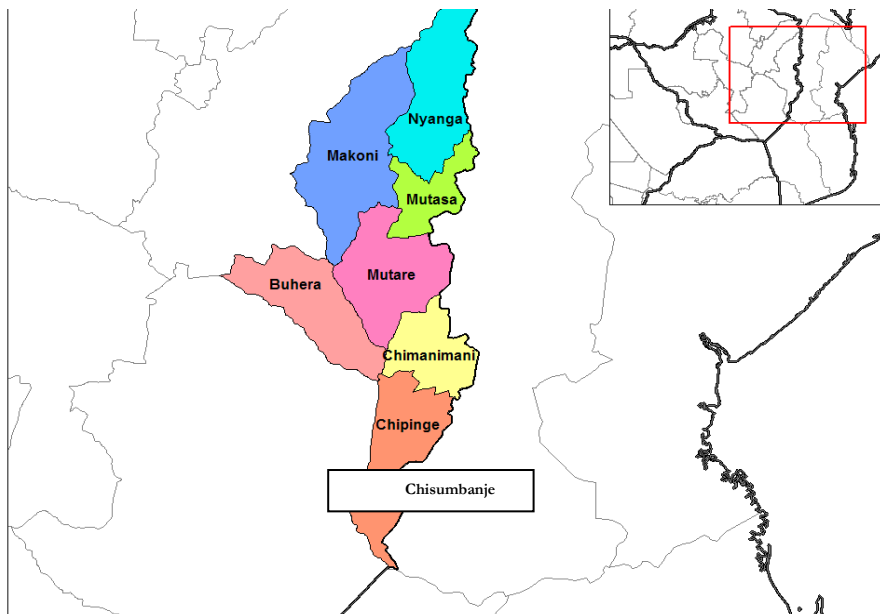 Nyanga
Makoni
Mutasa
Mutare
Buhera
Chimanimani
Chipinge
Chisumbanje